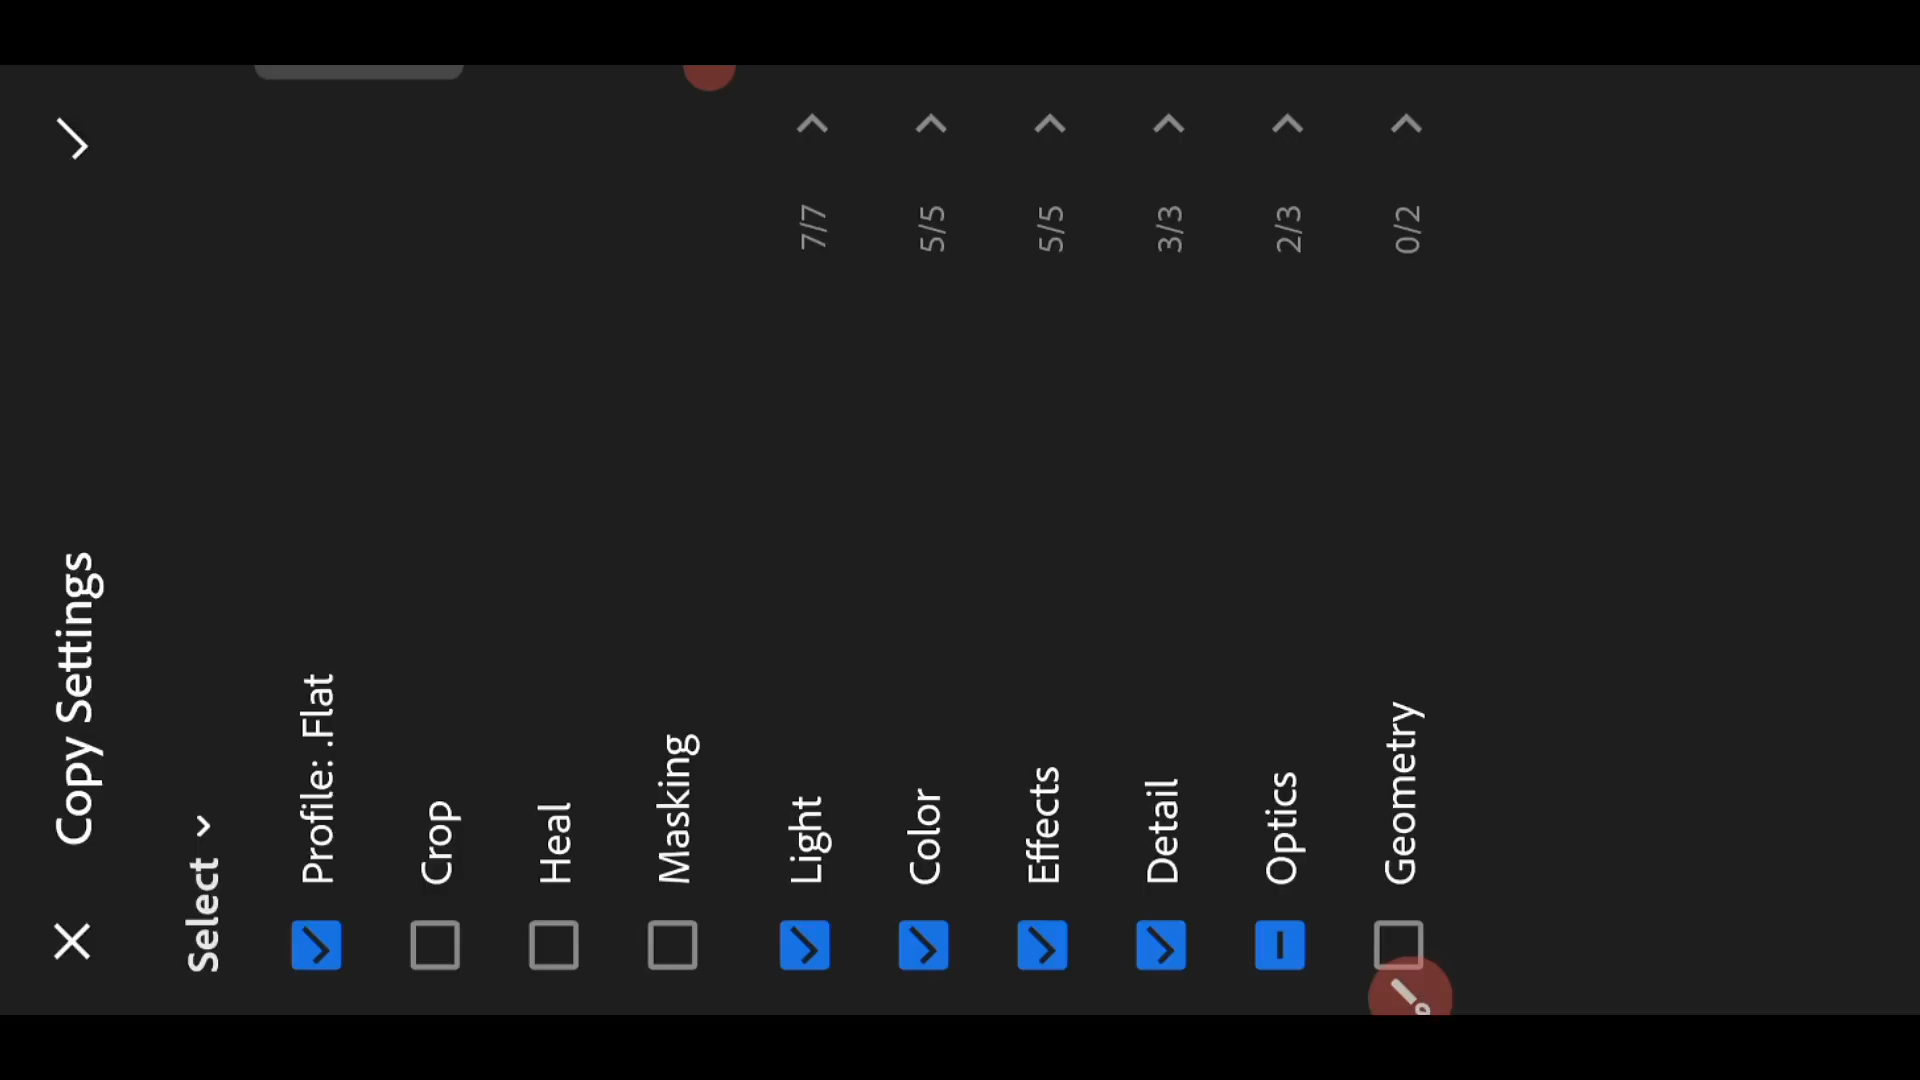 Copy Settings
Select
Profile: .Flat
Crop
Heal
Masking
Light 7/7
Color 5/5
Effects 5/5
Detail 3/3
Optics 2/3
Geometry 0/2